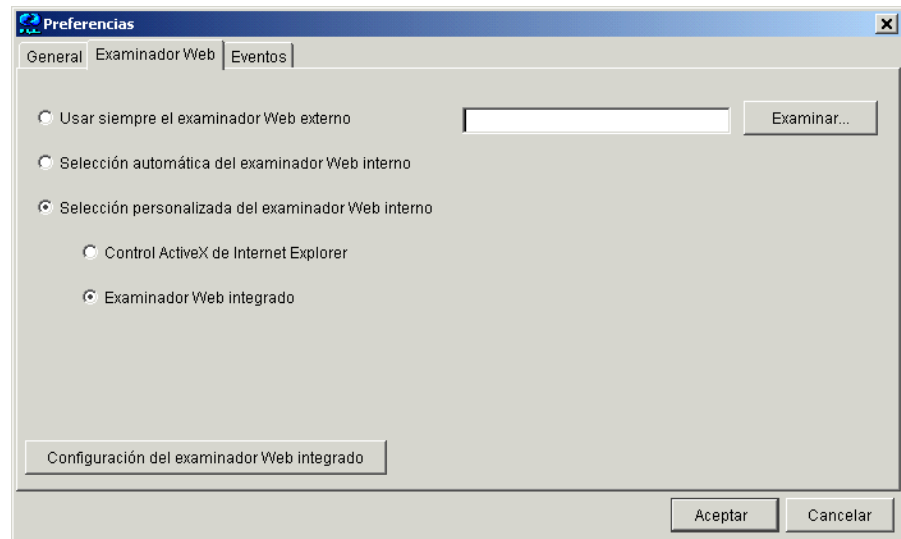 Preferencias
General Examinador Web Eventos
Usar siempre el examinador Web externo Examinar...
Selección automática del examinador Web interno
Selección personalizada del examinador Web interno
Control ActiveX de Internet Explorer
Examinador Web integrado
Configuración del examinador Web integrado
Aceptar Cancelar